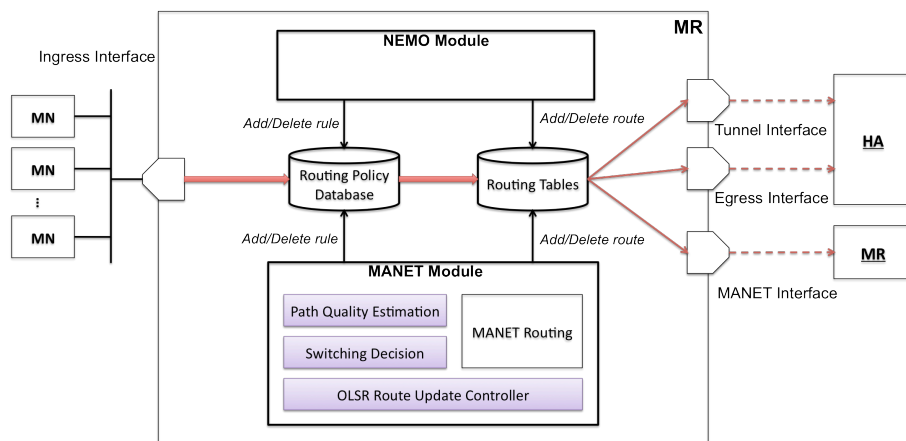 MR
NEMO Module
Ingress Interface
MN
MN
...
MN
Add/Delete rule
Add/Delete route
Routing Policy
Database
Routing Tables
Add/Delete rule
Add/Delete route
Tunnel Interface
HA
Egress Interface
MR
MANET Interface
MANET Module
Path Quality Estimation
Switching Decision
MANET Routing
OLSR Route Update Controller